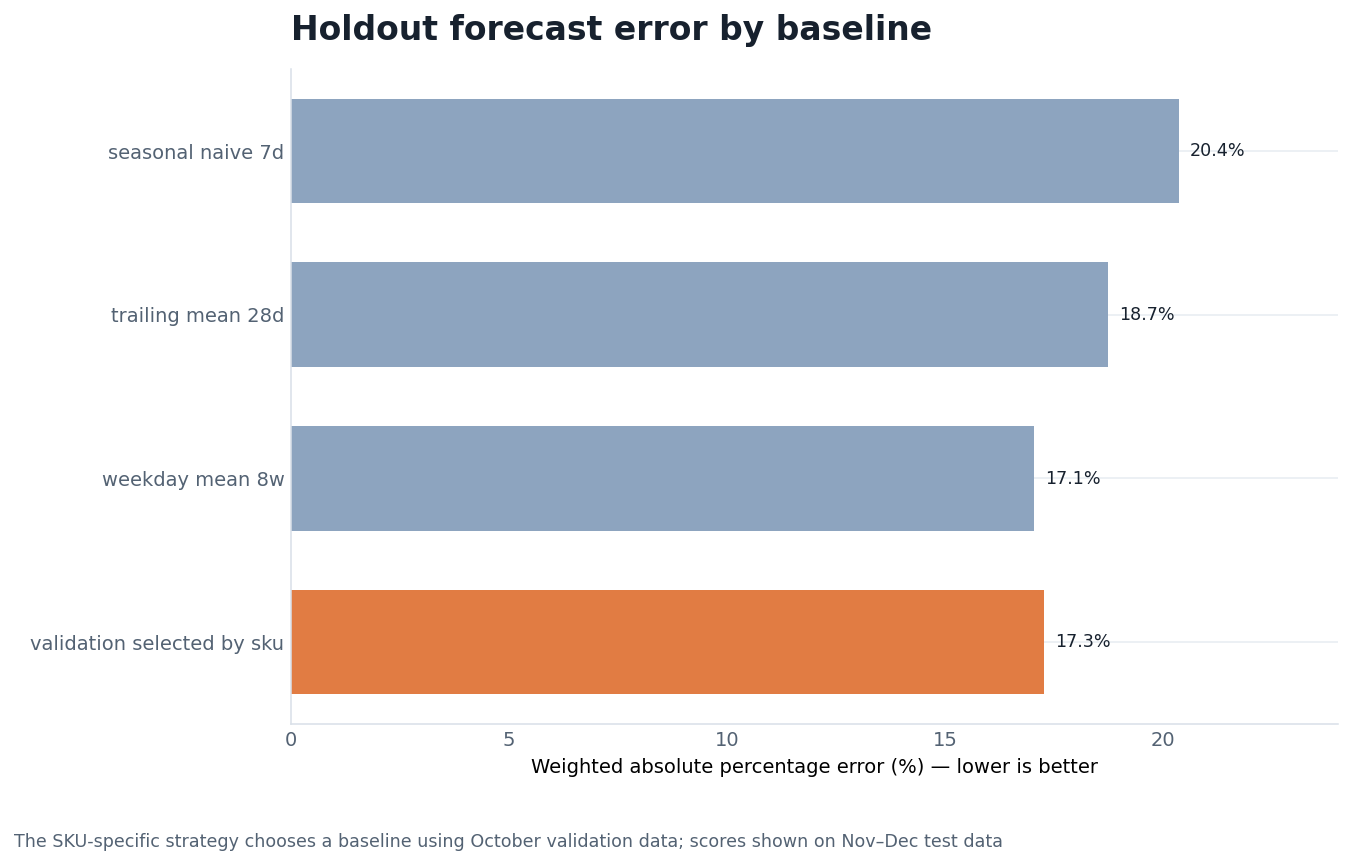 Holdout forecast error by baseline
seasonal naive 7d
20.4%
trailing mean 28d
18.7%
weekday mean 8w
17.1%
validation selected by sku
17.3%
0 5 10 15 20
Weighted absolute percentage error (%) — lower is better
The SKU-specific strategy chooses a baseline using October validation data; scores shown on Nov–Dec test data